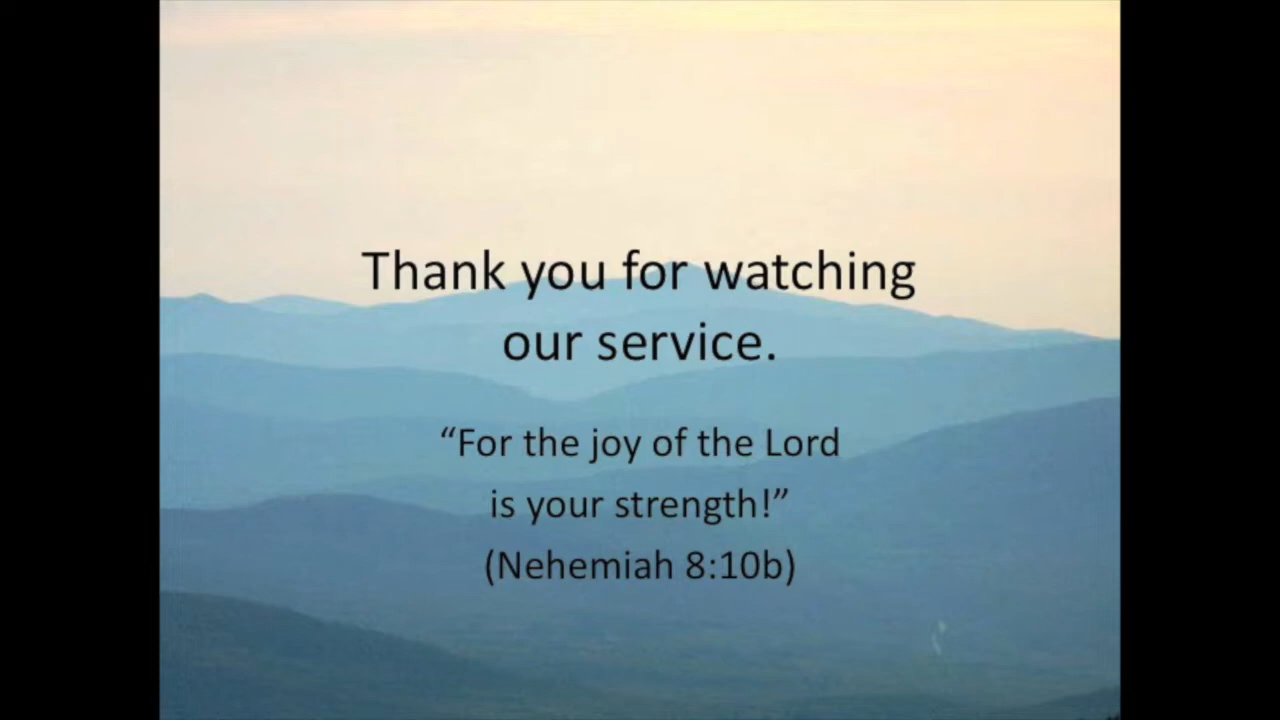 Thank you for watching
our service.
“For the joy of the Lord
is your strength!”
(Nehemiah 8:10b)